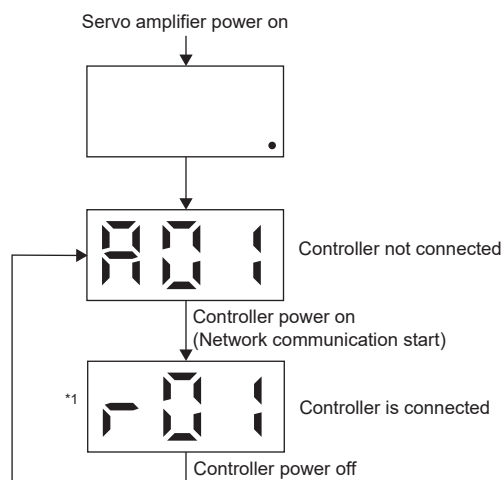 Servo amplifier power on
A01
Controller not connected
Controller power on
(Network communication start)
*1
r01
Controller is connected
Controller power off